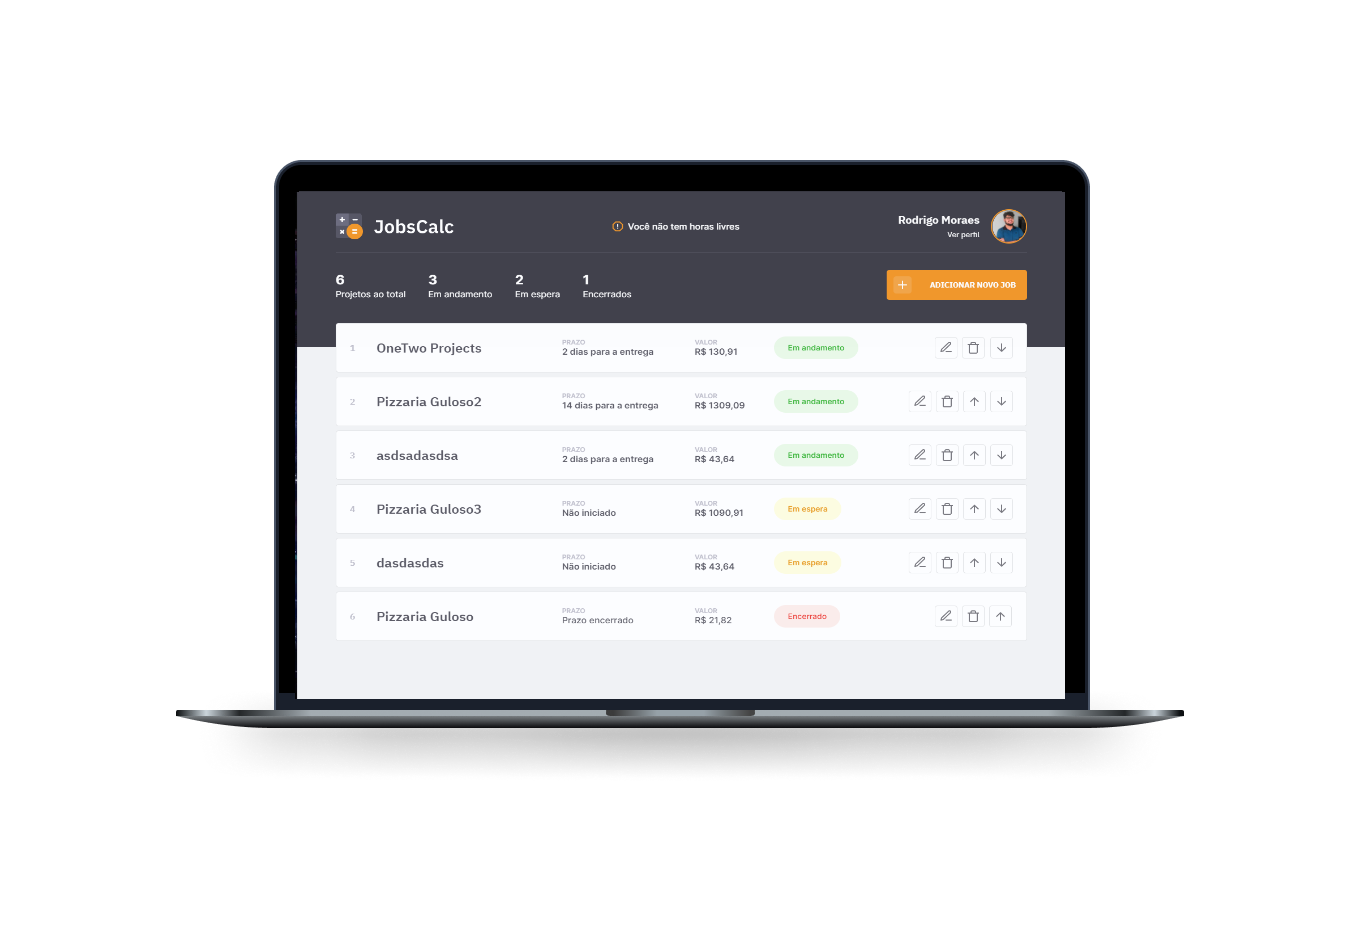 JobsCalc
Você não tem horas livres
Rodrigo Moraes
Ver perfil
6
Projetos ao total
3
Em andamento
2
Em espera
1
Encerrados
ADICIONAR NOVO JOB
1
OneTwo Projects
PRAZO
2 dias para a entrega
VALOR
R$ 130,91
Em andamento
2
Pizzaria Guloso2
PRAZO
14 dias para a entrega
VALOR
R$ 1309,09
Em andamento
3
asdsadasdsa
PRAZO
2 dias para a entrega
VALOR
R$ 43,64
Em andamento
4
Pizzaria Guloso3
PRAZO
Não iniciado
VALOR
R$ 1090,91
Em espera
5
dasdasdas
PRAZO
Não iniciado
VALOR
R$ 43,64
Em espera
6
Pizzaria Guloso
PRAZO
Prazo encerrado
VALOR
R$ 21,82
Encerrado